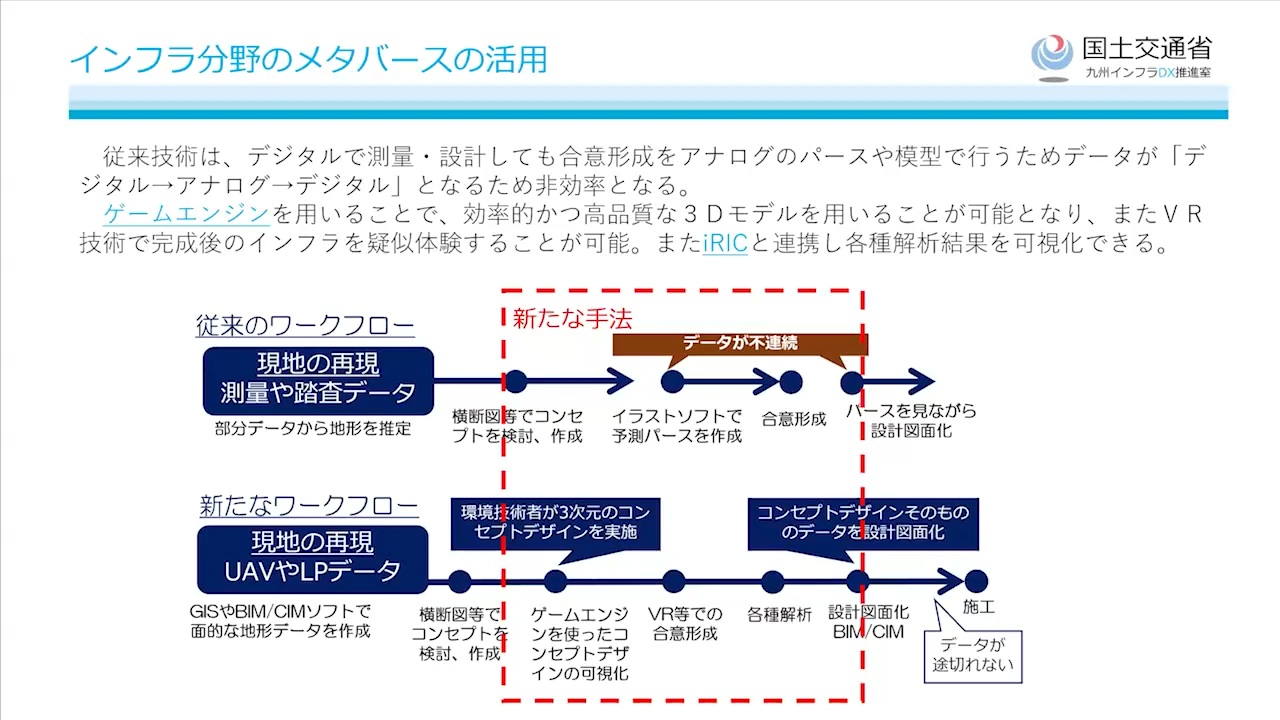 インフラ分野のメタバースの活用
国土交通省
九州インフラDX推進室
従来技術は、デジタルで測量・設計しても合意形成をアナログのパースや模型で行うためデータが「デ
ジタル→アナログ→デジタル」となるため非効率となる。
ゲームエンジンを用いることで、効率的かつ高品質な３Ｄモデルを用いることが可能となり、またＶＲ
技術で完成後のインフラを疑似体験することが可能。またiRICと連携し各種解析結果を可視化できる。
従来のワークフロー
新たな手法
データが不連続
現地の再現
測量や踏査データ
部分データから地形を推定
横断図等でコンセ
プトを検討、作成
イラストソフトで
予測パースを作成
合意形成
パースを見ながら
設計図面化
新たなワークフロー
環境技術者が3次元のコン
セプトデザインを実施
コンセプトデザインそのもの
のデータを設計図面化
現地の再現
UAVやLPデータ
GISやBIM/CIMソフトで
面的な地形データを作成
横断図等で
コンセプトを
検討、作成
ゲームエンジ
ンを使ったコ
ンセプトデザ
インの可視化
VR等での
合意形成
各種解析
設計図面化
BIM/CIM
施工
データが
途切れない